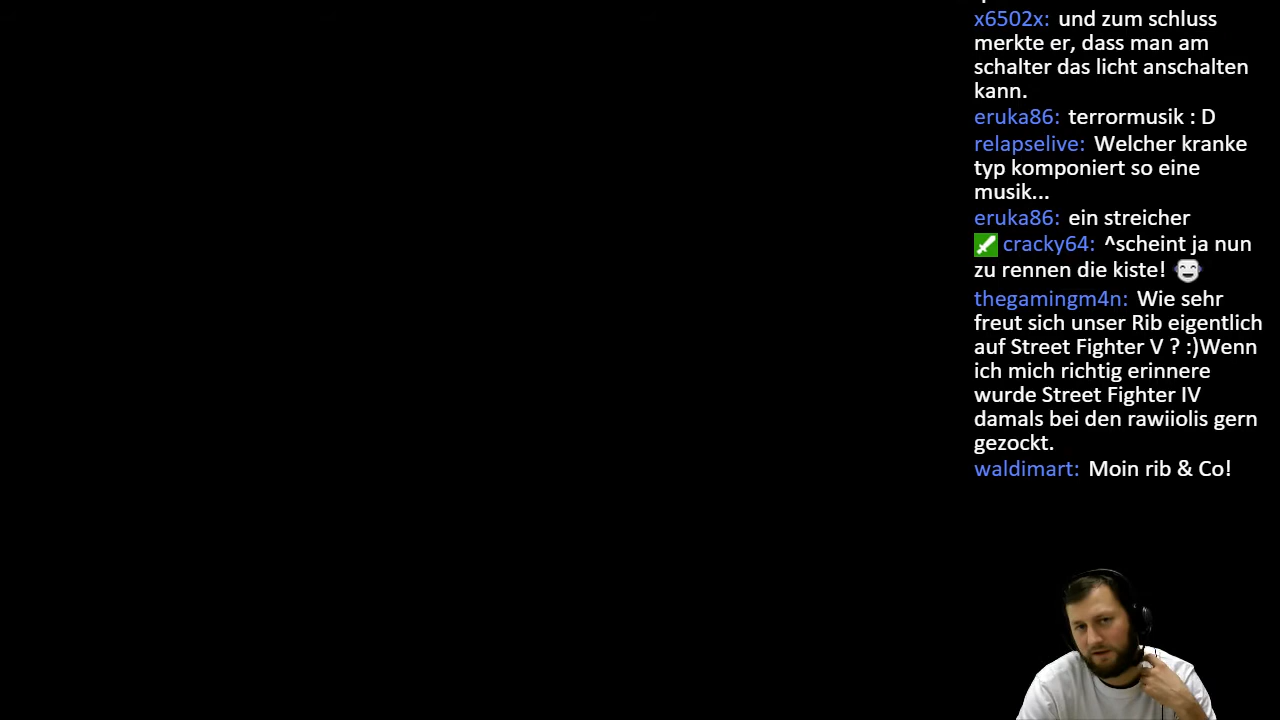 x6502x: und zum schluss
merkte er, dass man am
schalter das licht anschalten
kann.
eruka86: terrormusik : D
relapselive: Welcher kranke
typ komponiert so eine
musik...
eruka86: ein streicher
cracky64: ^scheint ja nun
zu rennen die kiste!
thegamingm4n: Wie sehr
freut sich unser Rib eigentlich
auf Street Fighter V ? :)Wenn
ich mich richtig erinnere
wurde Street Fighter IV
damals bei den rawiiolis gern
gezockt.
waldimart: Moin rib & Co!